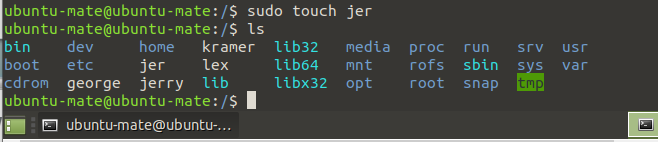 ubuntu-mate@ubuntu-mate:/$ sudo touch jer
ubuntu-mate@ubuntu-mate:/$ ls
bin    dev     home   kramer  lib32   media  proc  run   srv  usr
boot   etc     jer    lex     lib64   mnt    rofs  sbin  sys  var
cdrom  george  jerry  lib     libx32  opt    root  snap  tmp
ubuntu-mate@ubuntu-mate:/$
ubuntu-mate@ubuntu-...